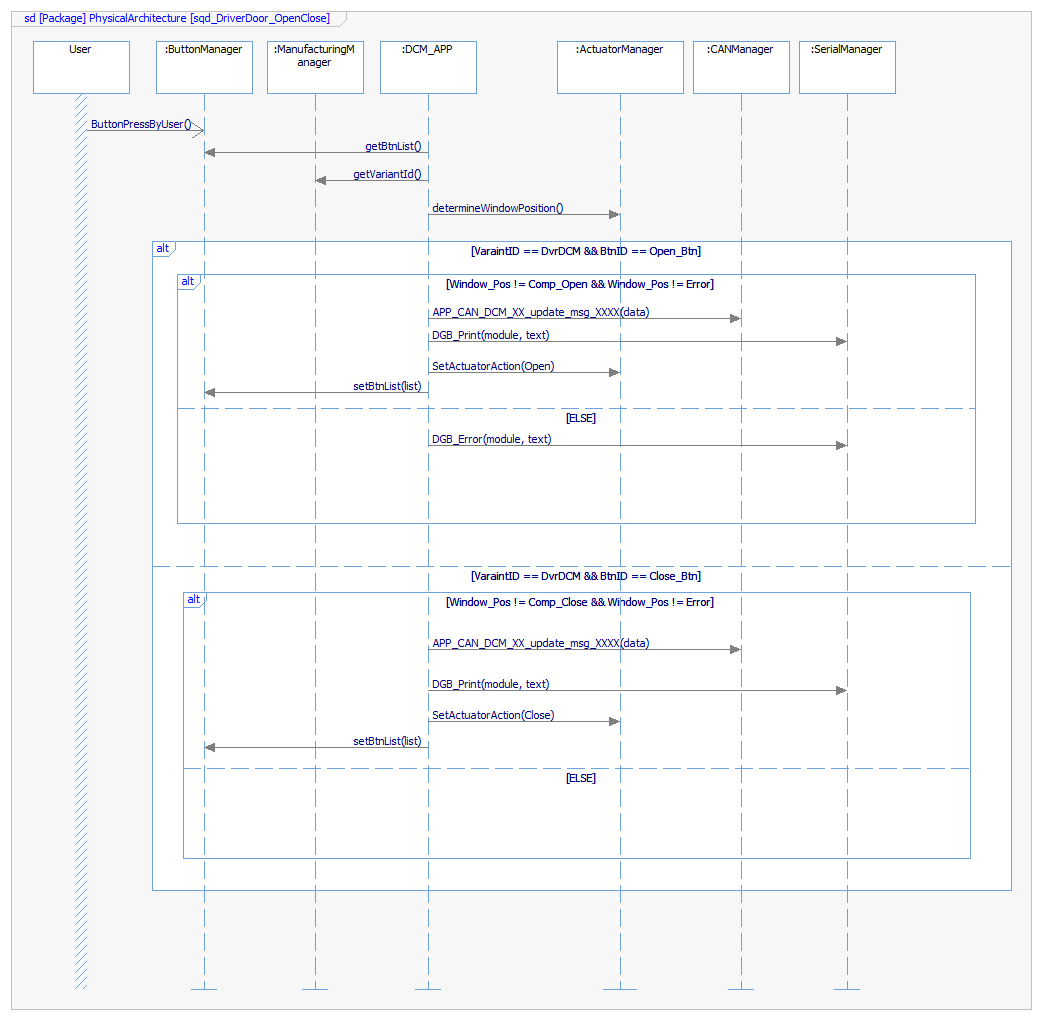 sd [Package] PhysicalArchitecture [sqd_DriverDoor_OpenClose]
User
:ButtonManager
:ManufacturingM
anager
:DCM_APP
:ActuatorManager
:CANManager
:SerialManager
ButtonPressByUser()
getBtnList()
getVariantId()
determineWindowPosition()
alt
[VaraintID == DvrDCM && BtnID == Open_Btn]
alt
[Window_Pos != Comp_Open && Window_Pos != Error]
APP_CAN_DCM_XX_update_msg_XXXX(data)
DGB_Print(module, text)
SetActuatorAction(Open)
setBtnList(list)
[ELSE]
DGB_Error(module, text)
[VaraintID == DvrDCM && BtnID == Close_Btn]
alt
[Window_Pos != Comp_Close && Window_Pos != Error]
APP_CAN_DCM_XX_update_msg_XXXX(data)
DGB_Print(module, text)
SetActuatorAction(Close)
setBtnList(list)
[ELSE]